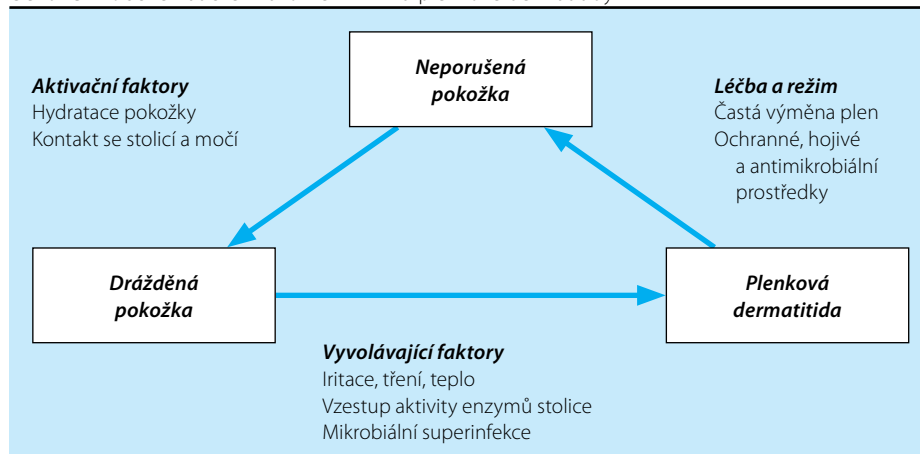 Neporušená
pokožka
Aktivační faktory
Hydratace pokožky
Kontakt se stolicí a močí
Léčba a režim
Častá výměna plen
Ochranné, hojivé
a antimikrobiální
prostředky
Drážděná
pokožka
Plenková
dermatitida
Vyvolávající faktory
Iritace, tření, teplo
Vzestup aktivity enzymů stolice
Mikrobiální superinfekce